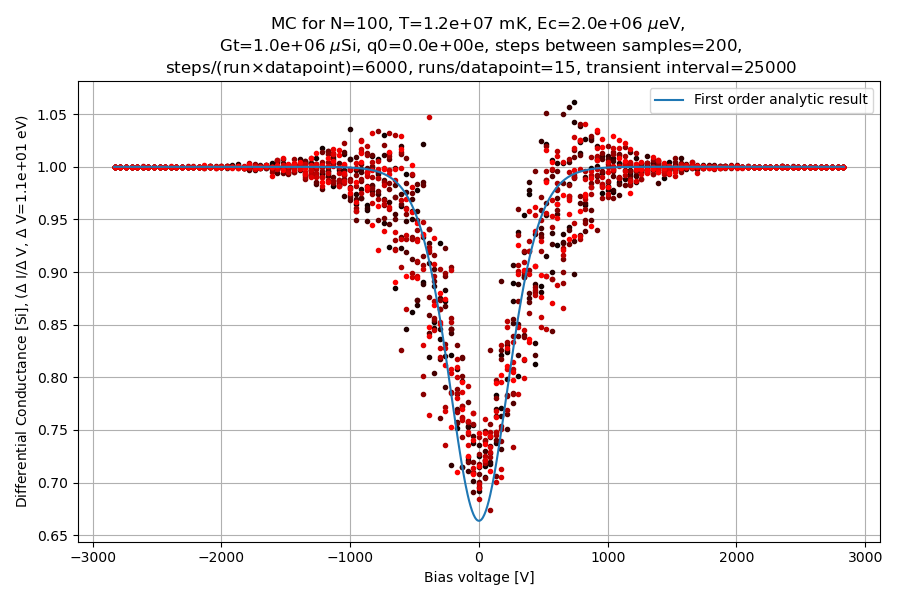 MC for N=100, T=1.2e+07 mK, Ec=2.0e+06 μeV,
Gt=1.0e+06 μSi, q0=0.0e+00e, steps between samples=200,
steps/(run×datapoint)=6000, runs/datapoint=15, transient interval=25000
First order analytic result
Differential Conductance [Si], (Δ I/Δ V, Δ V=1.1e+01 eV)
1.05
1.00
0.95
0.90
0.85
0.80
0.75
0.70
0.65
−3000 −2000 −1000 0 1000 2000 3000
Bias voltage [V]